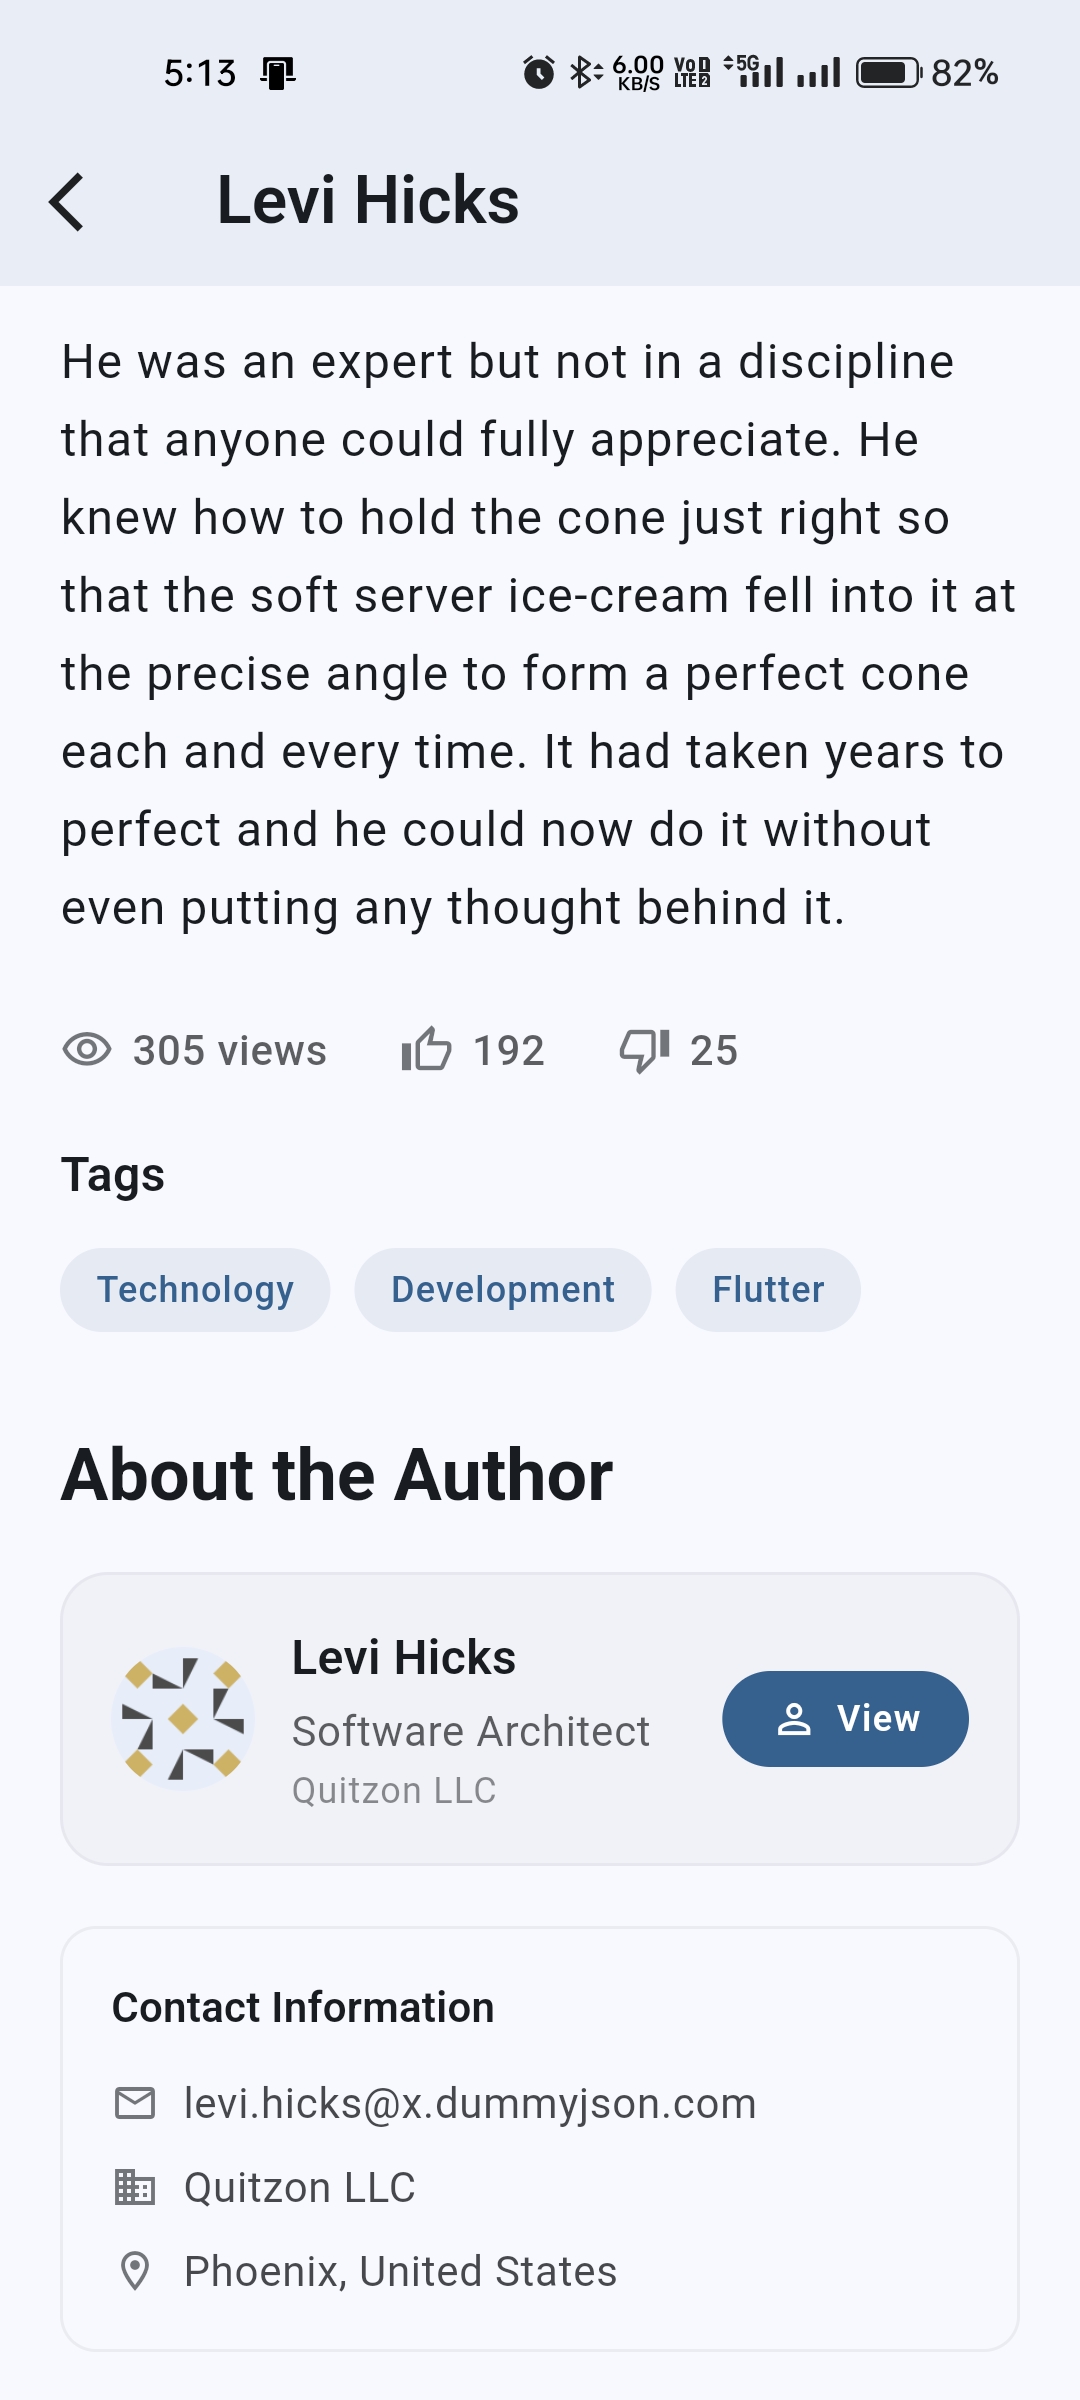 5:13
6.00 KB/S
Vo LTE 2
5G
82%
Levi Hicks
He was an expert but not in a discipline
that anyone could fully appreciate. He
knew how to hold the cone just right so
that the soft server ice-cream fell into it at
the precise angle to form a perfect cone
each and every time. It had taken years to
perfect and he could now do it without
even putting any thought behind it.
305 views 192 25
Tags
Technology Development Flutter
About the Author
Levi Hicks
Software Architect
Quitzon LLC
View
Contact Information
levi.hicks@x.dummyjson.com
Quitzon LLC
Phoenix, United States